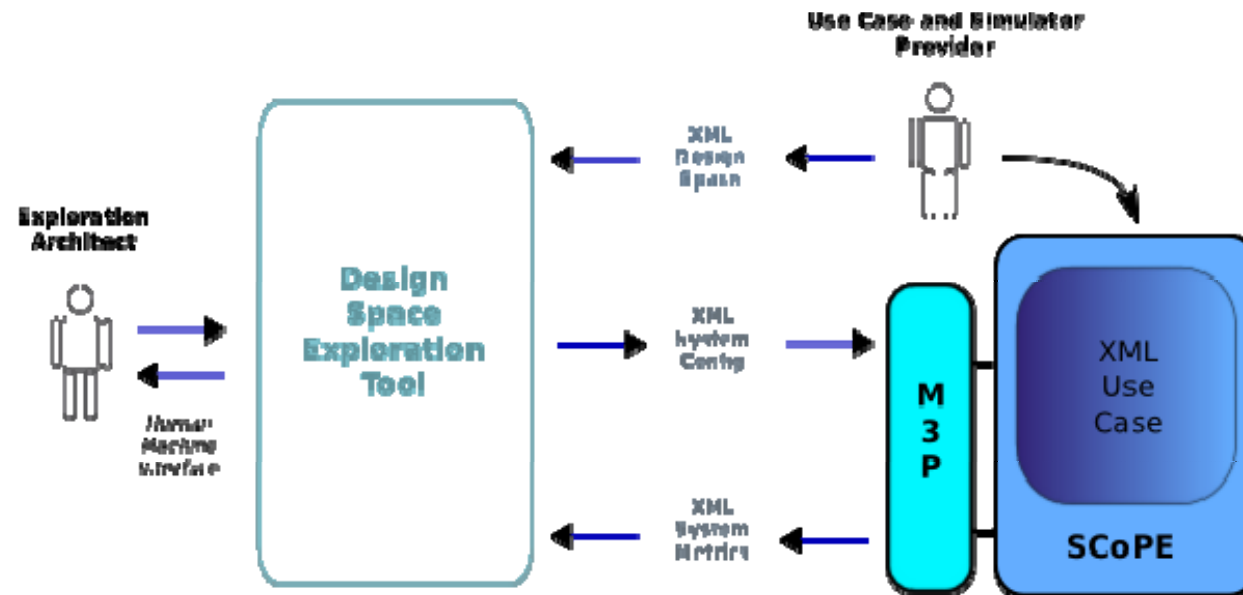 Use Case and Simulator
Provider
XML
Design
Space
Exploration
Architect
Design
Space
Exploration
Tool
XML
System
Config
Human
Machine
Interface
M
3
P
XML
Use
Case
SCoPE
XML
System
Metrics